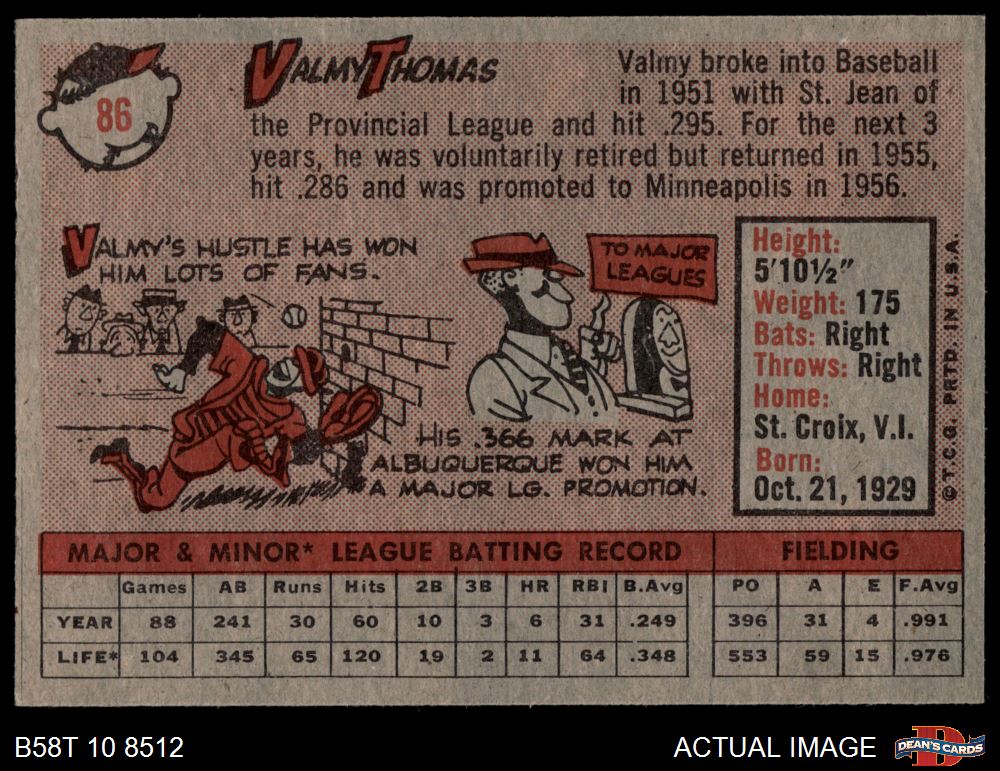 86
VALMY THOMAS
Valmy broke into Baseball
in 1951 with St. Jean of
the Provincial League and hit .295. For the next 3
years, he was voluntarily retired but returned in 1955,
hit .286 and was promoted to Minneapolis in 1956.
VALMY'S HUSTLE HAS WON
HIM LOTS OF FANS.
TO MAJOR
LEAGUES
HIS .366 MARK AT
ALBUQUERQUE WON HIM
A MAJOR LG. PROMOTION.
Height:
5'10½"
Weight: 175
Bats: Right
Throws: Right
Home:
St. Croix, V.I.
Born:
Oct. 21, 1929
© T.C.G. PRTD. IN U.S.A.
MAJOR & MINOR* LEAGUE BATTING RECORD FIELDING
Games AB Runs Hits 2B 3B HR RBI B.Avg PO A E F.Avg
YEAR 88 241 30 60 10 3 6 31 .249 396 31 4 .991
LIFE* 104 345 65 120 19 2 11 64 .348 553 59 15 .976
B58T 10 8512 ACTUAL IMAGE DEAN'S CARDS